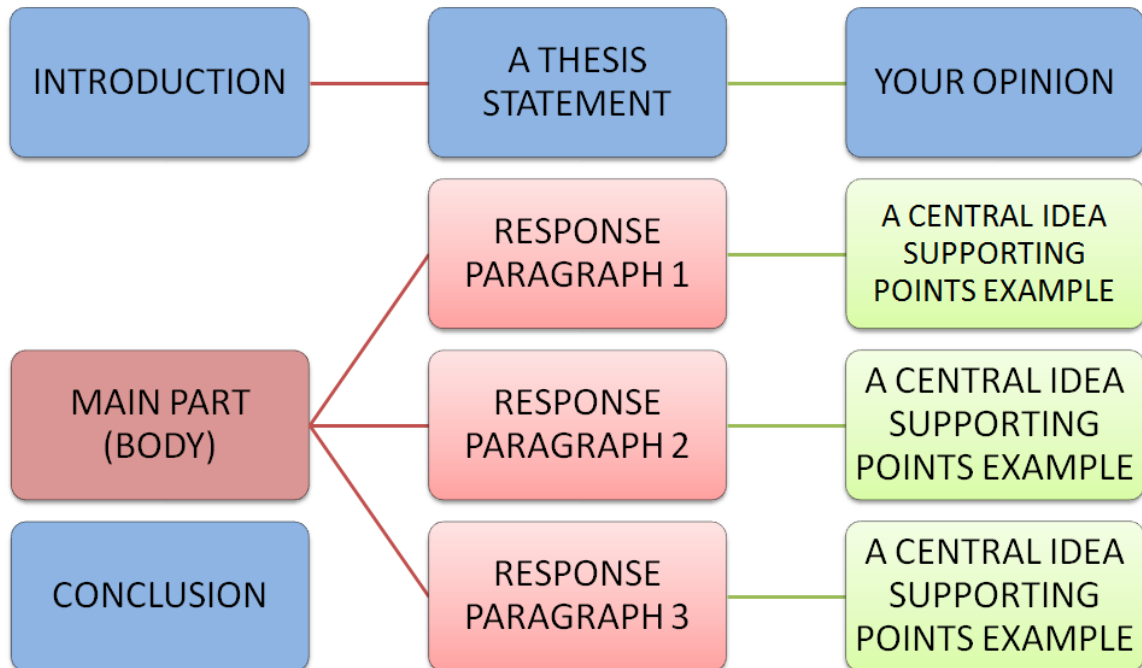 INTRODUCTION
A THESIS
STATEMENT
YOUR OPINION
RESPONSE
PARAGRAPH 1
A CENTRAL IDEA
SUPPORTING
POINTS EXAMPLE
MAIN PART
(BODY)
RESPONSE
PARAGRAPH 2
A CENTRAL IDEA
SUPPORTING
POINTS EXAMPLE
CONCLUSION
RESPONSE
PARAGRAPH 3
A CENTRAL IDEA
SUPPORTING
POINTS EXAMPLE